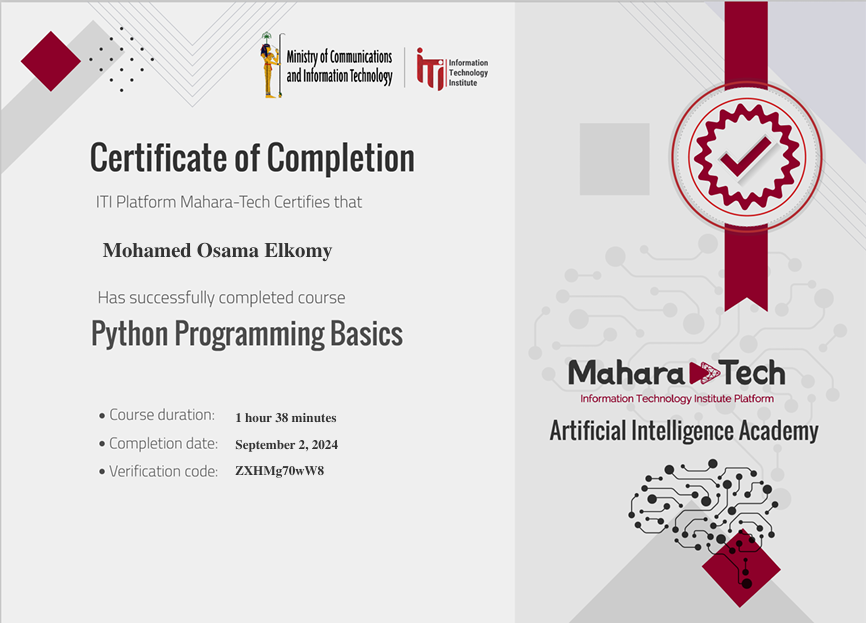 Ministry of Communications
and Information Technology
iTi
Information
Technology
Institute
Certificate of Completion
ITI Platform Mahara-Tech Certifies that
Mohamed Osama Elkomy
Has successfully completed course
Python Programming Basics
• Course duration: 1 hour 38 minutes
• Completion date: September 2, 2024
• Verification code: ZXHMg70wW8
Mahara Tech
Information Technology Institute Platform
Artificial Intelligence Academy